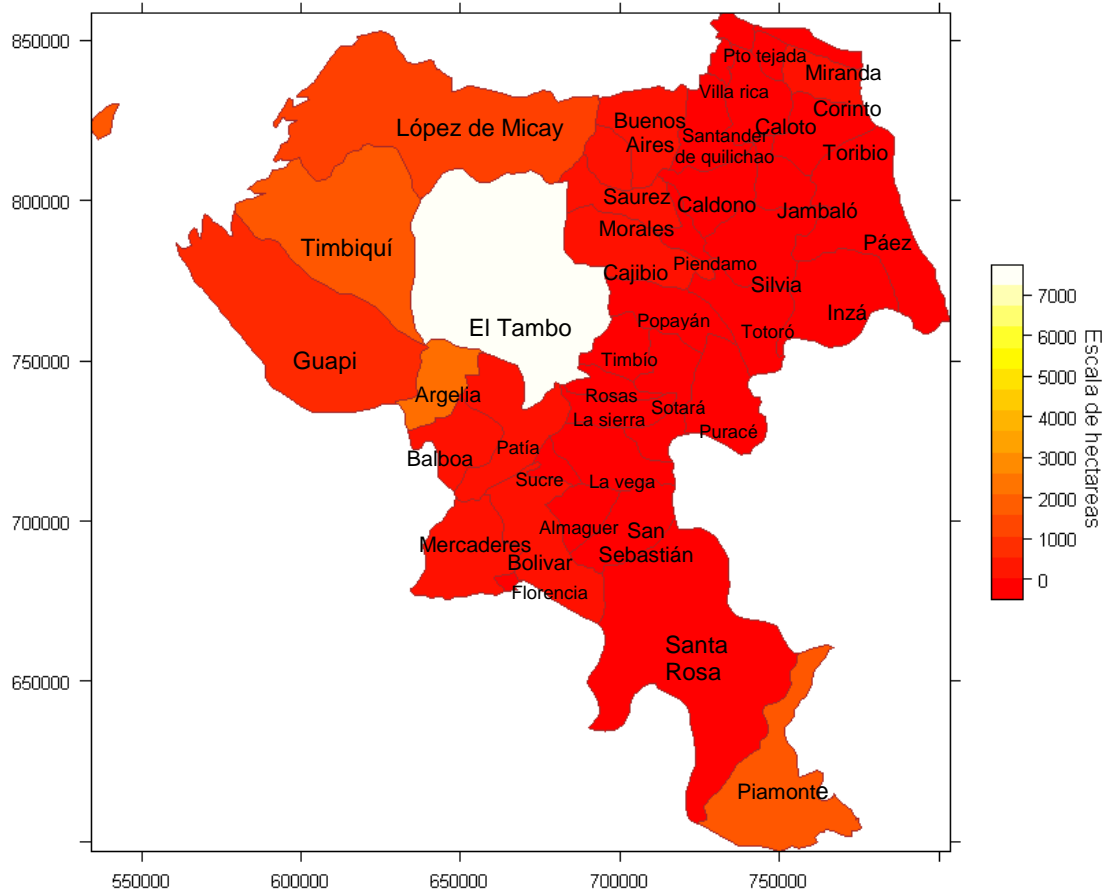 850000
800000
750000
700000
650000
550000
600000
650000
700000
750000
Pto tejada
Miranda
Villa rica
Corinto
López de Micay
Buenos
Aires
Santander
de quilichao
Caloto
Toribio
Saurez
Caldono
Jambaló
Timbiquí
Morales
Páez
Cajibio
Piendamo
Silvia
Inzá
El Tambo
Popayán
Totoró
Guapi
Timbío
Argelia
Rosas
La sierra
Sotará
Puracé
Balboa
Patía
Sucre
La vega
Almaguer
San
Sebastián
Mercaderes
Bolivar
Florencia
Santa
Rosa
Piamonte
7000
6000
5000
4000
3000
2000
1000
0
Escala de hectareas